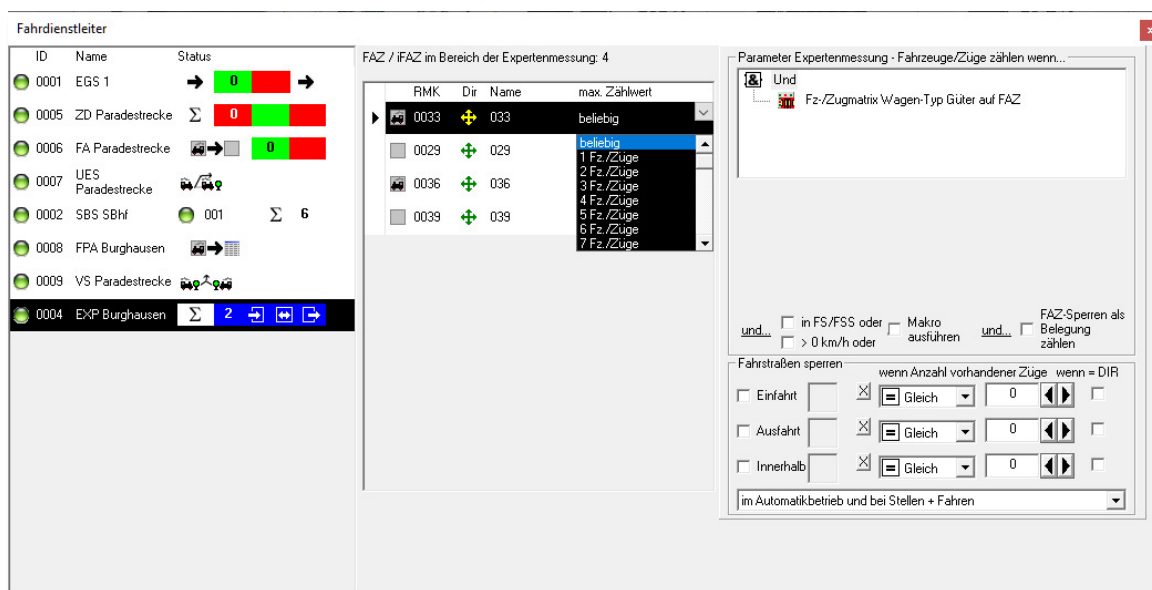 Fahrdienstleiter
x
ID Name Status
0001 EGS 1 0
0005 ZD Paradestrecke Σ 0
0006 FA Paradestrecke 0
0007 UES
Paradestrecke
0002 SBS SBhf 001 Σ 6
0008 FPA Burghausen
0009 VS Paradestrecke
0004 EXP Burghausen Σ 2
FAZ / iFAZ im Bereich der Expertenmessung: 4
RMK Dir Name max. Zählwert
0033 033 beliebig
0029 029
0036 036
0039 039
beliebig
1 Fz./Züge
2 Fz./Züge
3 Fz./Züge
4 Fz./Züge
5 Fz./Züge
6 Fz./Züge
7 Fz./Züge
Parameter Expertenmessung - Fahrzeuge/Züge zählen wenn...
& Und
Fz-/Zugmatrix Wagen-Typ Güter auf FAZ
und...
in FS/FSS oder
> 0 km/h oder
Makro
ausführen
und...
FAZ-Sperren als
Belegung
zählen
Fahrstraßen sperren
wenn Anzahl vorhandener Züge wenn = DIR
Einfahrt X = Gleich 0
Ausfahrt X = Gleich 0
Innerhalb X = Gleich 0
im Automatikbetrieb und bei Stellen + Fahren